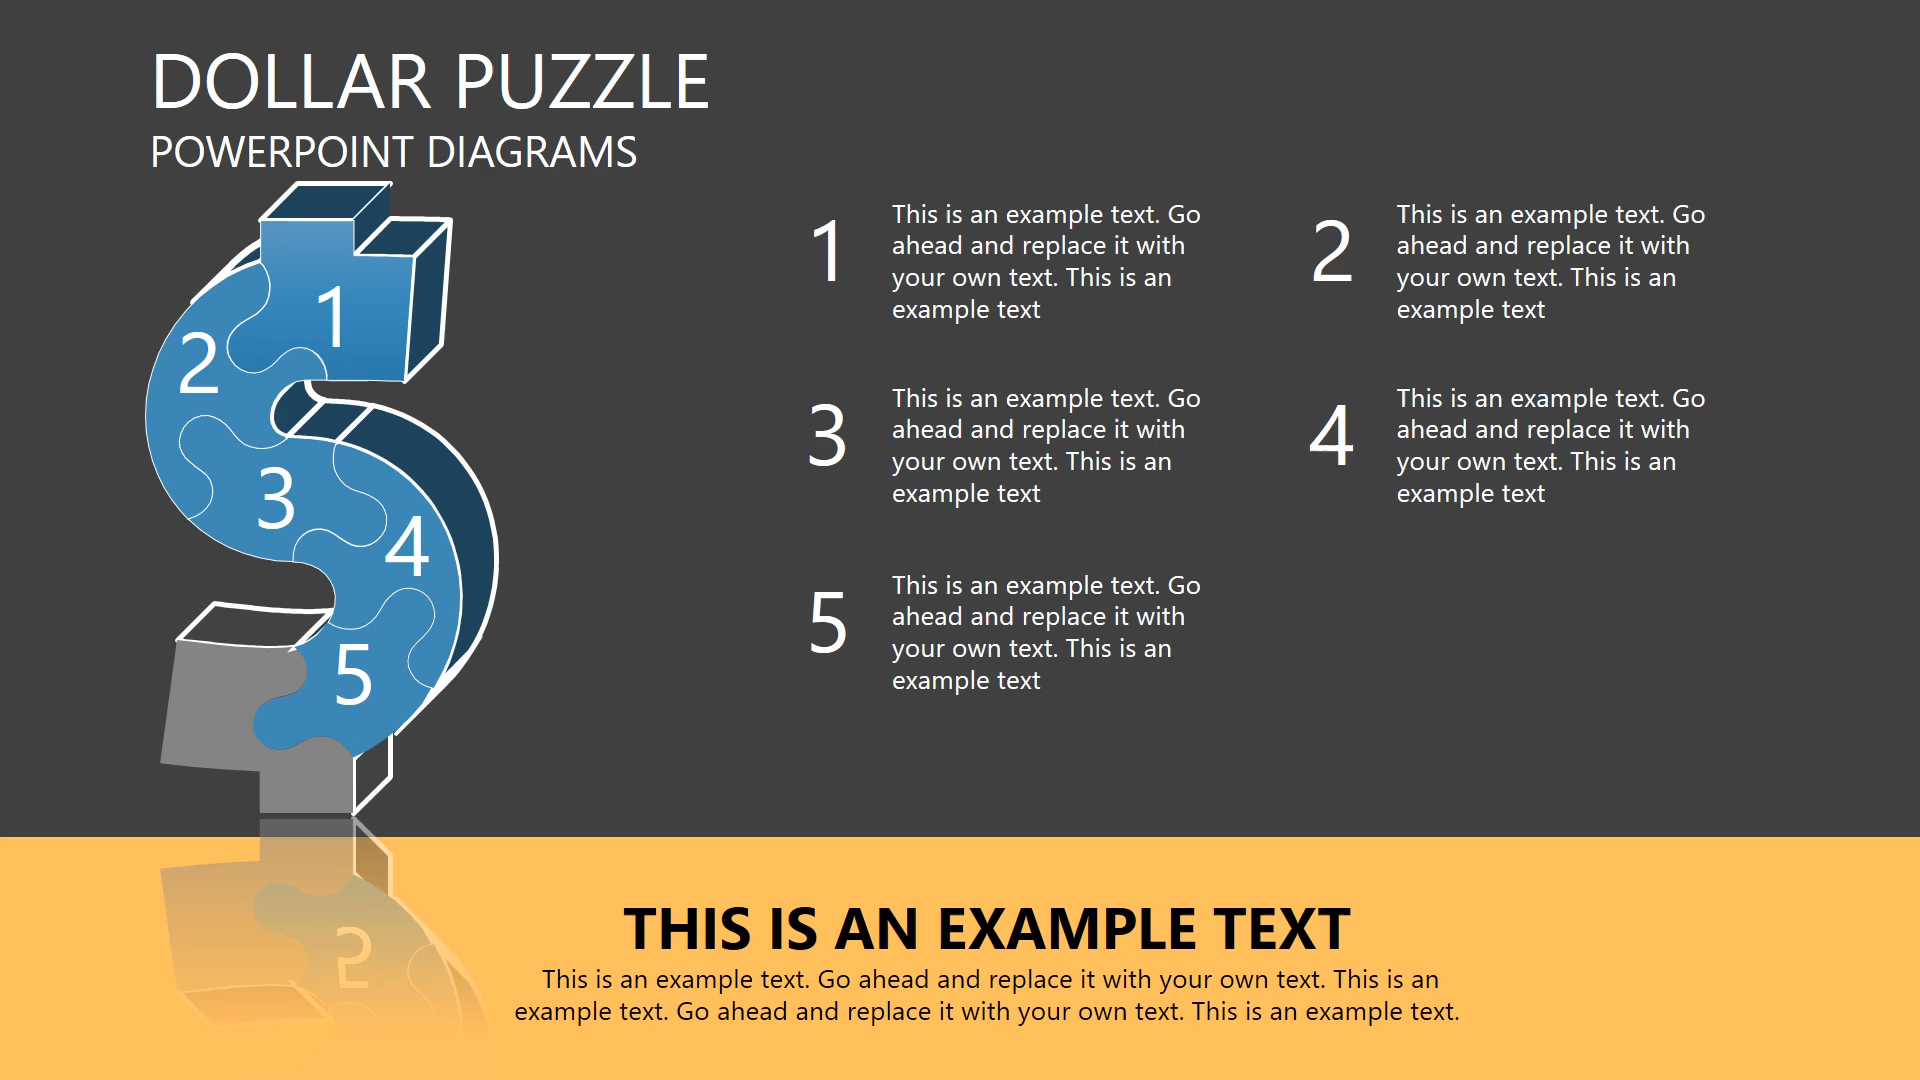 DOLLAR PUZZLE
POWERPOINT DIAGRAMS
1
2
3
4
5
1
This is an example text. Go
ahead and replace it with
your own text. This is an
example text
2
This is an example text. Go
ahead and replace it with
your own text. This is an
example text
3
This is an example text. Go
ahead and replace it with
your own text. This is an
example text
4
This is an example text. Go
ahead and replace it with
your own text. This is an
example text
5
This is an example text. Go
ahead and replace it with
your own text. This is an
example text
5
THIS IS AN EXAMPLE TEXT
This is an example text. Go ahead and replace it with your own text. This is an
example text. Go ahead and replace it with your own text. This is an example text.